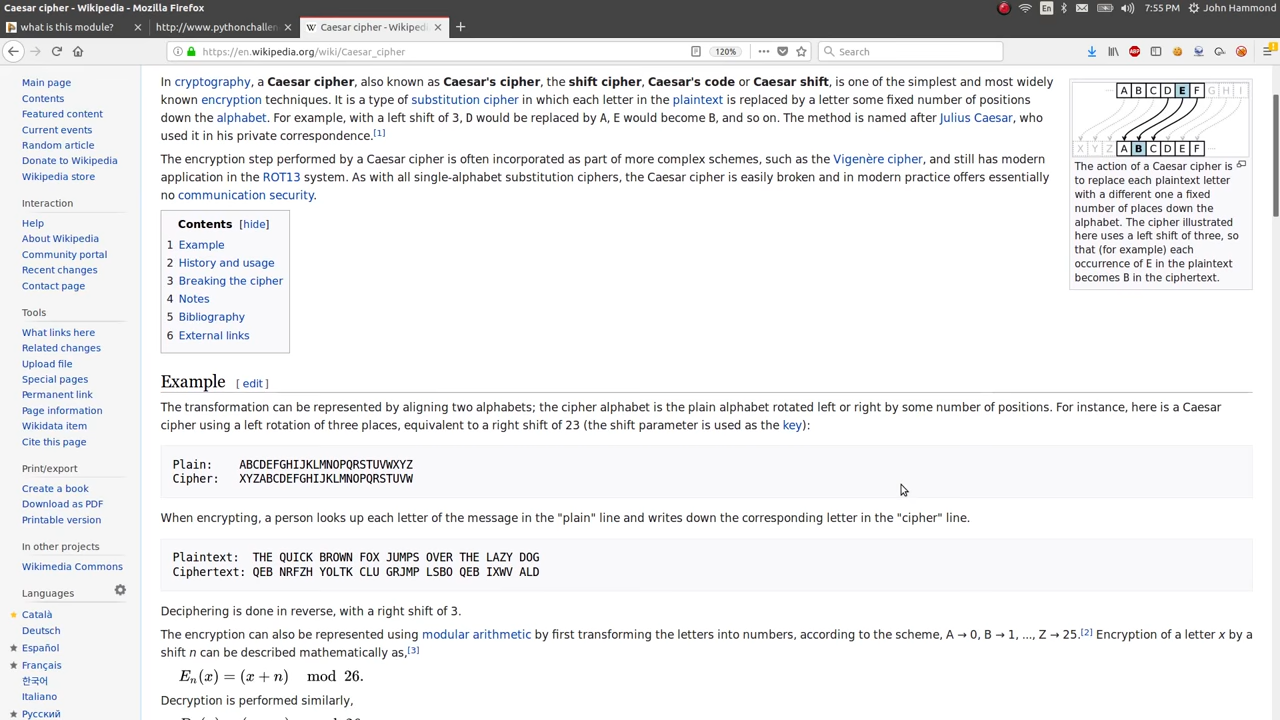 Caesar cipher - Wikipedia - Mozilla Firefox
En
7:55 PM
John Hammond
what is this module?
http://www.pythonchallen
Caesar cipher - Wikipedi
https://en.wikipedia.org/wiki/Caesar_cipher
120%
Search
Main page
Contents
Featured content
Current events
Random article
Donate to Wikipedia
Wikipedia store
Interaction
Help
About Wikipedia
Community portal
Recent changes
Contact page
Tools
What links here
Related changes
Upload file
Special pages
Permanent link
Page information
Wikidata item
Cite this page
Print/export
Create a book
Download as PDF
Printable version
In other projects
Wikimedia Commons
Languages
Català
Deutsch
Español
Français
한국어
Italiano
Русский
In cryptography, a Caesar cipher, also known as Caesar's cipher, the shift cipher, Caesar's code or Caesar shift, is one of the simplest and most widely
known encryption techniques. It is a type of substitution cipher in which each letter in the plaintext is replaced by a letter some fixed number of positions
down the alphabet. For example, with a left shift of 3, D would be replaced by A, E would become B, and so on. The method is named after Julius Caesar, who
used it in his private correspondence.[1]
The encryption step performed by a Caesar cipher is often incorporated as part of more complex schemes, such as the Vigenère cipher, and still has modern
application in the ROT13 system. As with all single-alphabet substitution ciphers, the Caesar cipher is easily broken and in modern practice offers essentially
no communication security.
A B C D E F G H I
X Y Z A B C D E F
The action of a Caesar cipher is
to replace each plaintext letter
with a different one a fixed
number of places down the
alphabet. The cipher illustrated
here uses a left shift of three, so
that (for example) each
occurrence of E in the plaintext
becomes B in the ciphertext.
Contents [hide]
1 Example
2 History and usage
3 Breaking the cipher
4 Notes
5 Bibliography
6 External links
Example [ edit ]
The transformation can be represented by aligning two alphabets; the cipher alphabet is the plain alphabet rotated left or right by some number of positions. For instance, here is a Caesar
cipher using a left rotation of three places, equivalent to a right shift of 23 (the shift parameter is used as the key):
Plain: ABCDEFGHIJKLMNOPQRSTUVWXYZ
Cipher: XYZABCDEFGHIJKLMNOPQRSTUVW
When encrypting, a person looks up each letter of the message in the "plain" line and writes down the corresponding letter in the "cipher" line.
Plaintext: THE QUICK BROWN FOX JUMPS OVER THE LAZY DOG
Ciphertext: QEB NRFZH YOLTK CLU GRJMP LSBO QEB IXWV ALD
Deciphering is done in reverse, with a right shift of 3.
The encryption can also be represented using modular arithmetic by first transforming the letters into numbers, according to the scheme, A → 0, B → 1, ..., Z → 25.[2] Encryption of a letter x by a
shift n can be described mathematically as,[3]
Eₙ(x) = (x + n) mod 26.
Decryption is performed similarly,